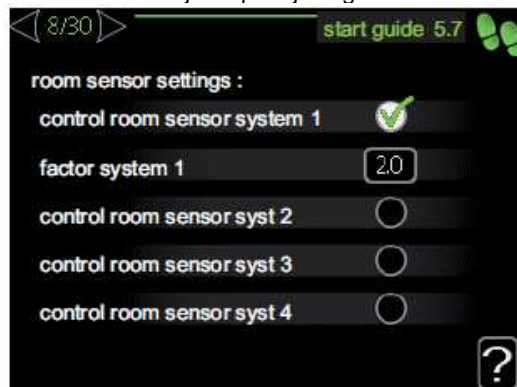 8/30
start guide 5.7
room sensor settings :
control room sensor system 1
factor system 1
2.0
control room sensor syst 2
control room sensor syst 3
control room sensor syst 4
?